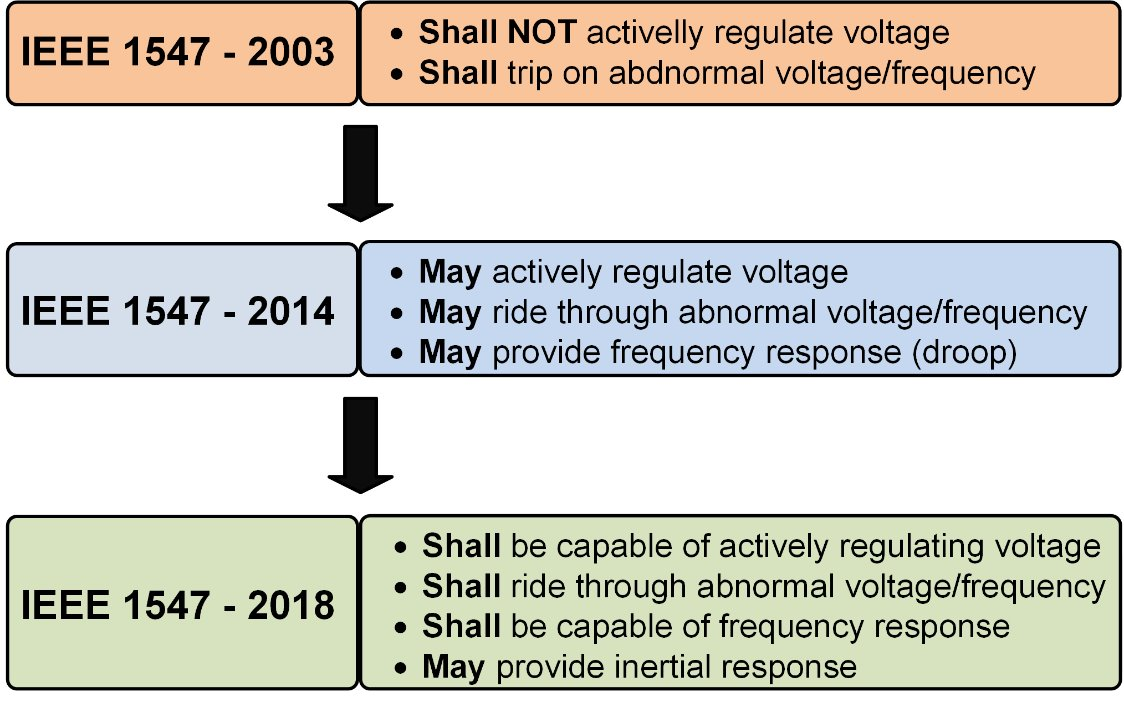 IEEE 1547 - 2003
• Shall NOT activelly regulate voltage
• Shall trip on abdnormal voltage/frequency
IEEE 1547 - 2014
• May actively regulate voltage
• May ride through abnormal voltage/frequency
• May provide frequency response (droop)
IEEE 1547 - 2018
• Shall be capable of actively regulating voltage
• Shall ride through abnormal voltage/frequency
• Shall be capable of frequency response
• May provide inertial response